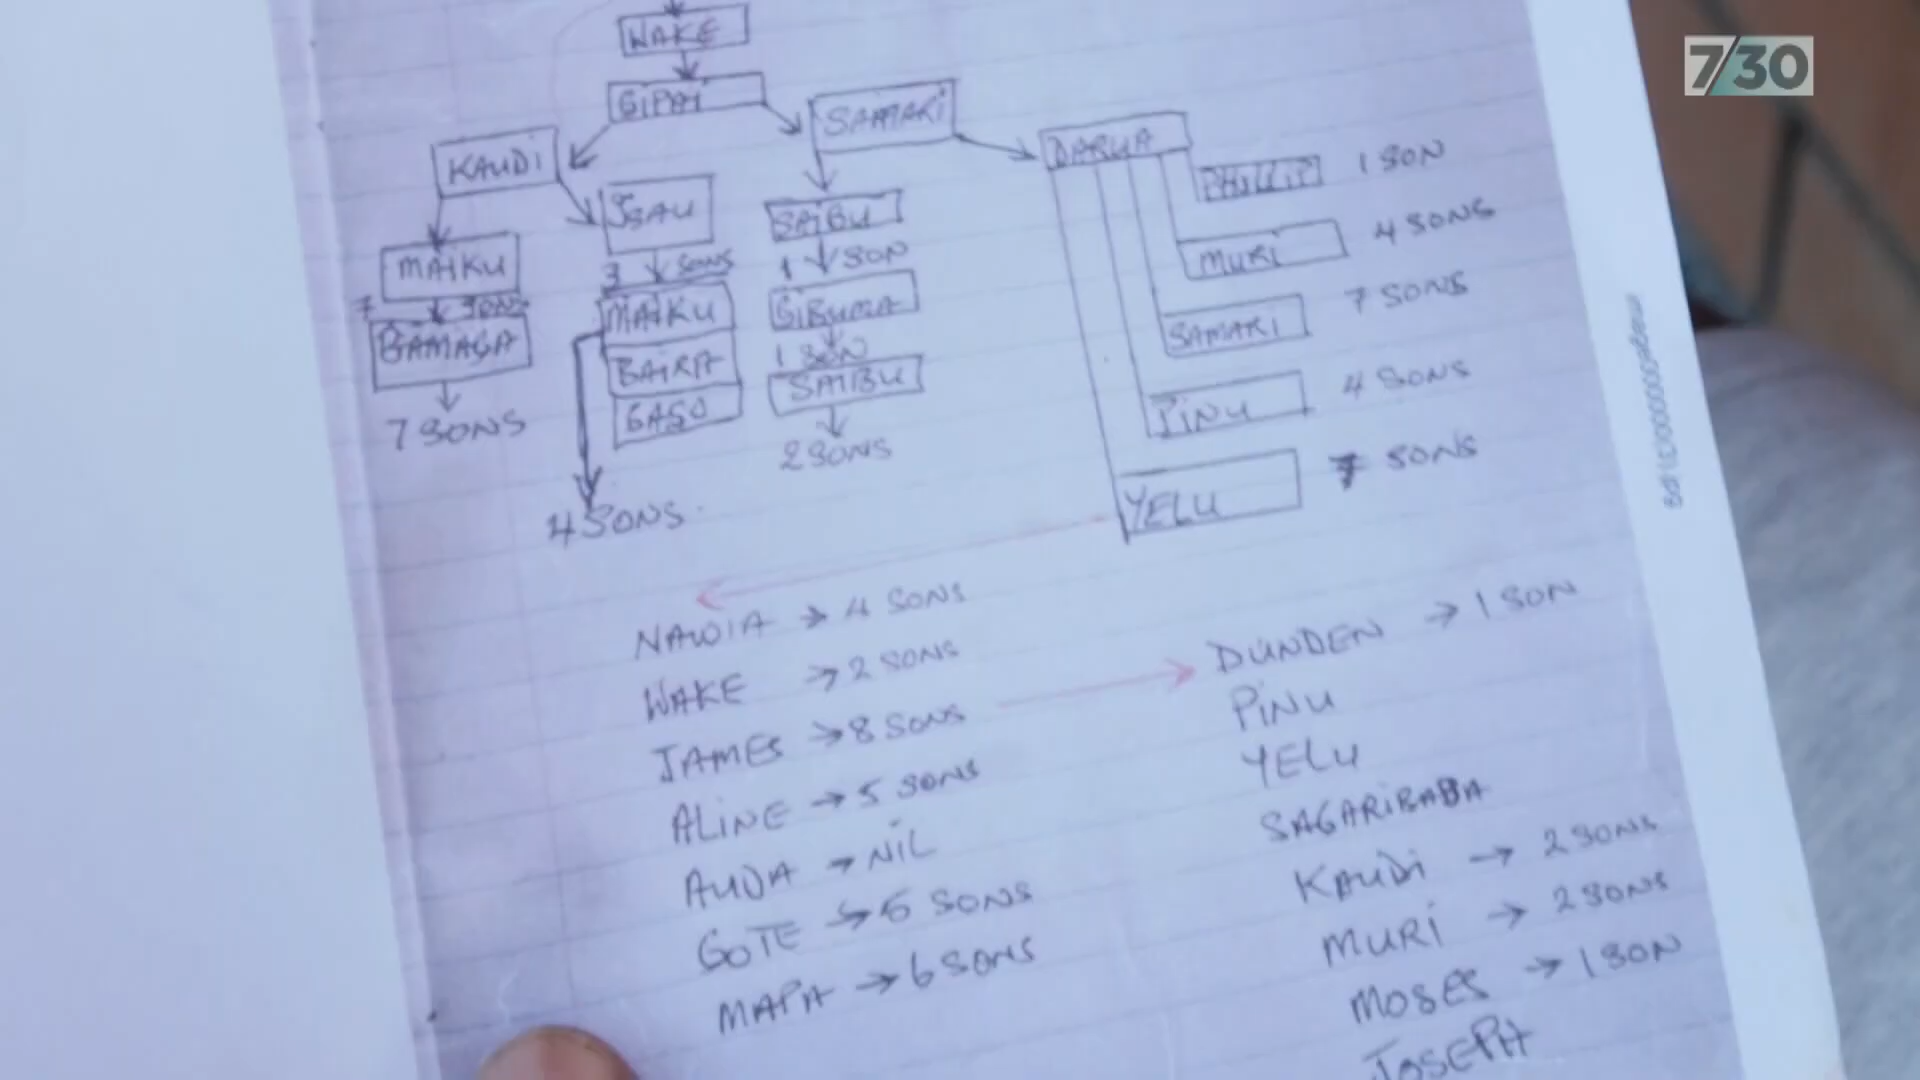 7/30
WAKE
GIPAI
SAMARI
DARUA
KAUDI
PHILLIP 1 SON
SAIBU
MURI 4 SONS
MAIKU
3 SONS
1 SON
7 SONS
MAIKU
GIBUMA
SAMARI 7 SONS
BAMAGA
BAIRA
1 SON
GASO
SAIBU
PINU 4 SONS
7 SONS
2 SONS
YELU 7 SONS
4 SONS
NAWIA → 4 SONS
WAKE → 2 SONS
JAMES → 8 SONS
ALINE → 5 SONS
AUDA → NIL
GOTE → 6 SONS
MAPA → 6 SONS
DUNDEN → 1 SON
PINU
YELU
SAGARIBABA
KAUDI → 2 SONS
MURI → 2 SONS
MOSES → 1 SON
JOSEPH